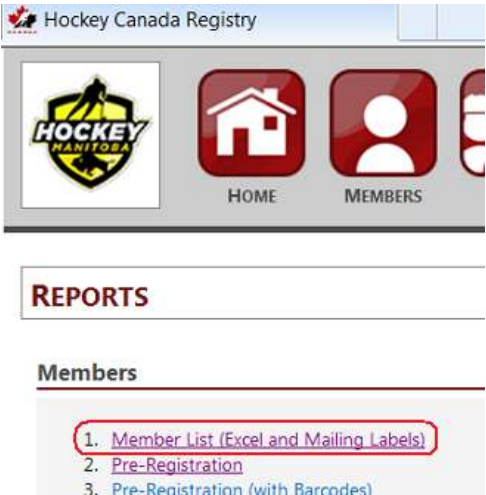 Hockey Canada Registry
HOCKEY
MANITOBA
HOME
MEMBERS
REPORTS
Members
1. Member List (Excel and Mailing Labels)
2. Pre-Registration
3. Pre-Registration (with Barcodes)